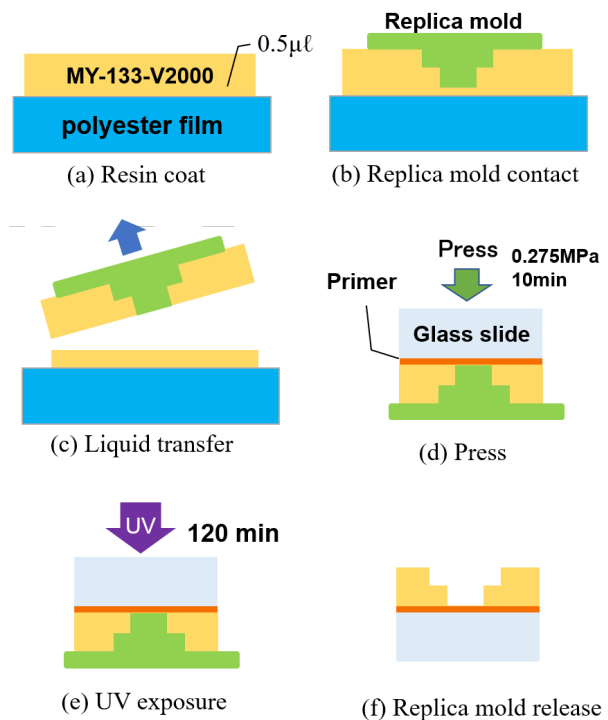 0.5µℓ
MY-133-V2000
polyester film
(a) Resin coat
Replica mold
(b) Replica mold contact
(c) Liquid transfer
Press
0.275MPa
10min
Primer
Glass slide
(d) Press
UV
120 min
(e) UV exposure
(f) Replica mold release